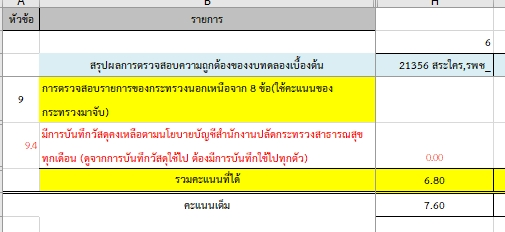 A B H
หัวข้อ รายการ
6
สรุปผลการตรวจสอบความถูกต้องของงบทดลองเบื้องต้น 21356 สระใคร,รพช_
9 การตรวจสอบรายการของกระทรวงนอกเหนือจาก 8 ข้อ(ใช้คะแนนของ
กระทรวงมาจับ)
9.4 มีการบันทึกวัสดุคงเหลือตามนโยบายบัญชีสำนักงานปลัดกระทรวงสาธารณสุข
ทุกเดือน (ดูจากการบันทึกวัสดุใช้ไป ต้องมีการบันทึกใช้ไปทุกตัว) 0.00
รวมคะแนนที่ได้ 6.80
คะแนนเต็ม 7.60